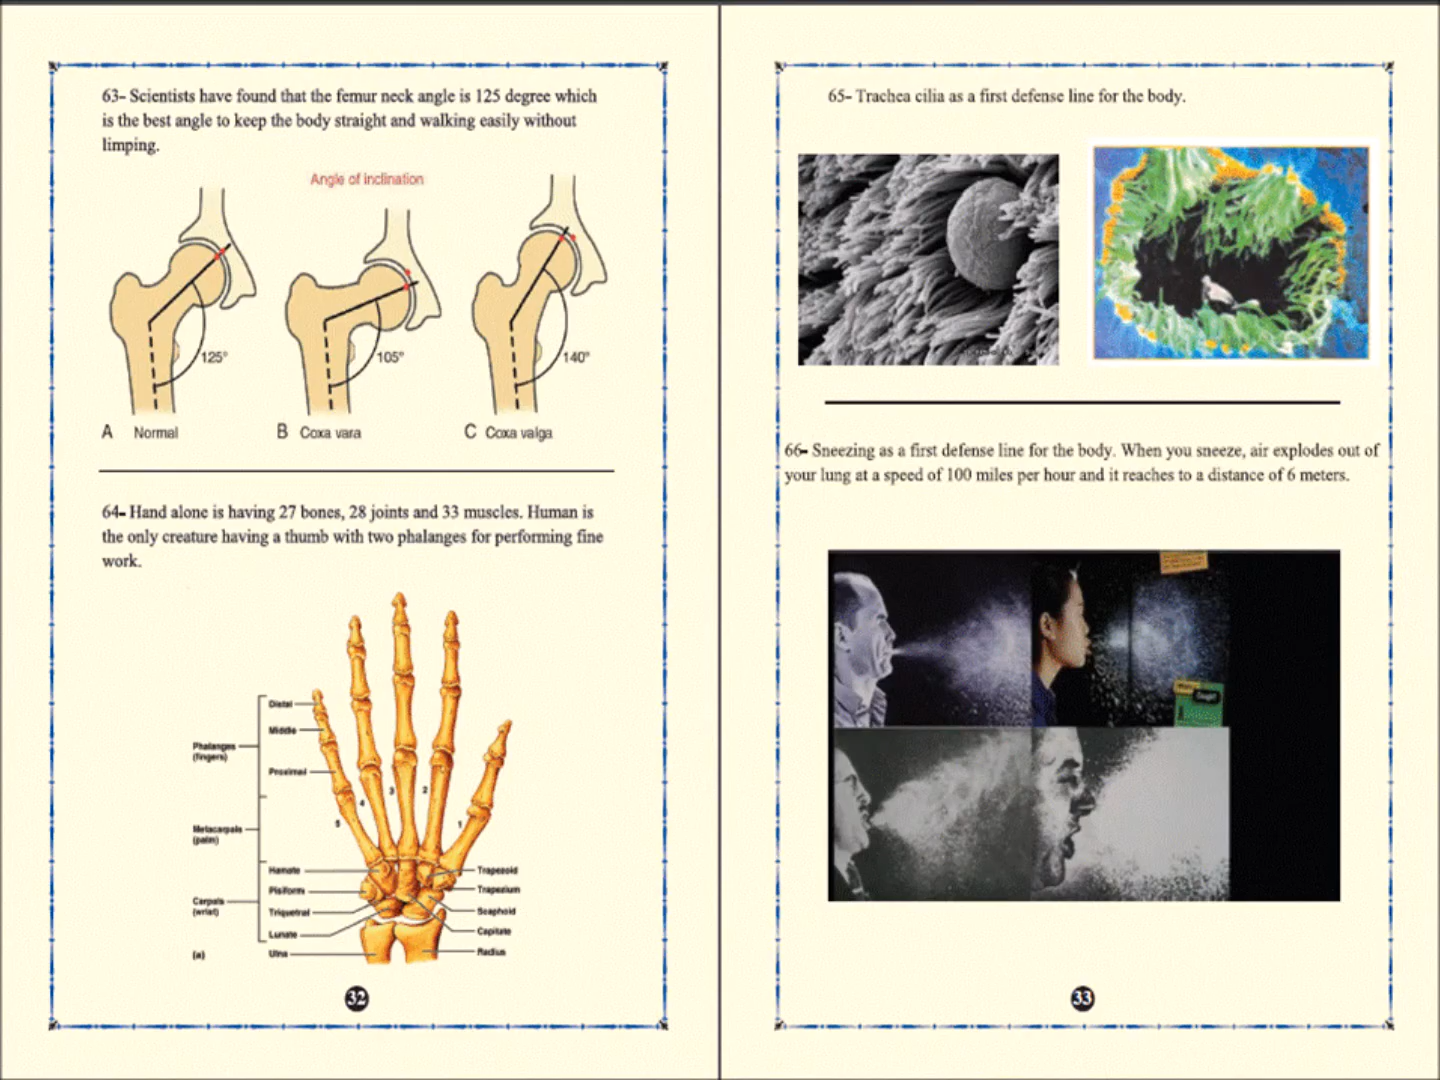 63- Scientists have found that the femur neck angle is 125 degree which
is the best angle to keep the body straight and walking easily without
limping.
Angle of inclination
125°
105°
140°
A Normal
B Coxa vara
C Coxa valga
64- Hand alone is having 27 bones, 28 joints and 33 muscles. Human is
the only creature having a thumb with two phalanges for performing fine
work.
Distal
Middle
Phalanges
(fingers)
Proximal
4
3
2
5
1
Metacarpals
(palm)
Hamate
Pisiform
Carpals
(wrist)
Triquetral
Lunate
(a)
Ulna
Trapezoid
Trapezium
Scaphoid
Capitate
Radius
32
65- Trachea cilia as a first defense line for the body.
66- Sneezing as a first defense line for the body. When you sneeze, air explodes out of
your lung at a speed of 100 miles per hour and it reaches to a distance of 6 meters.
33